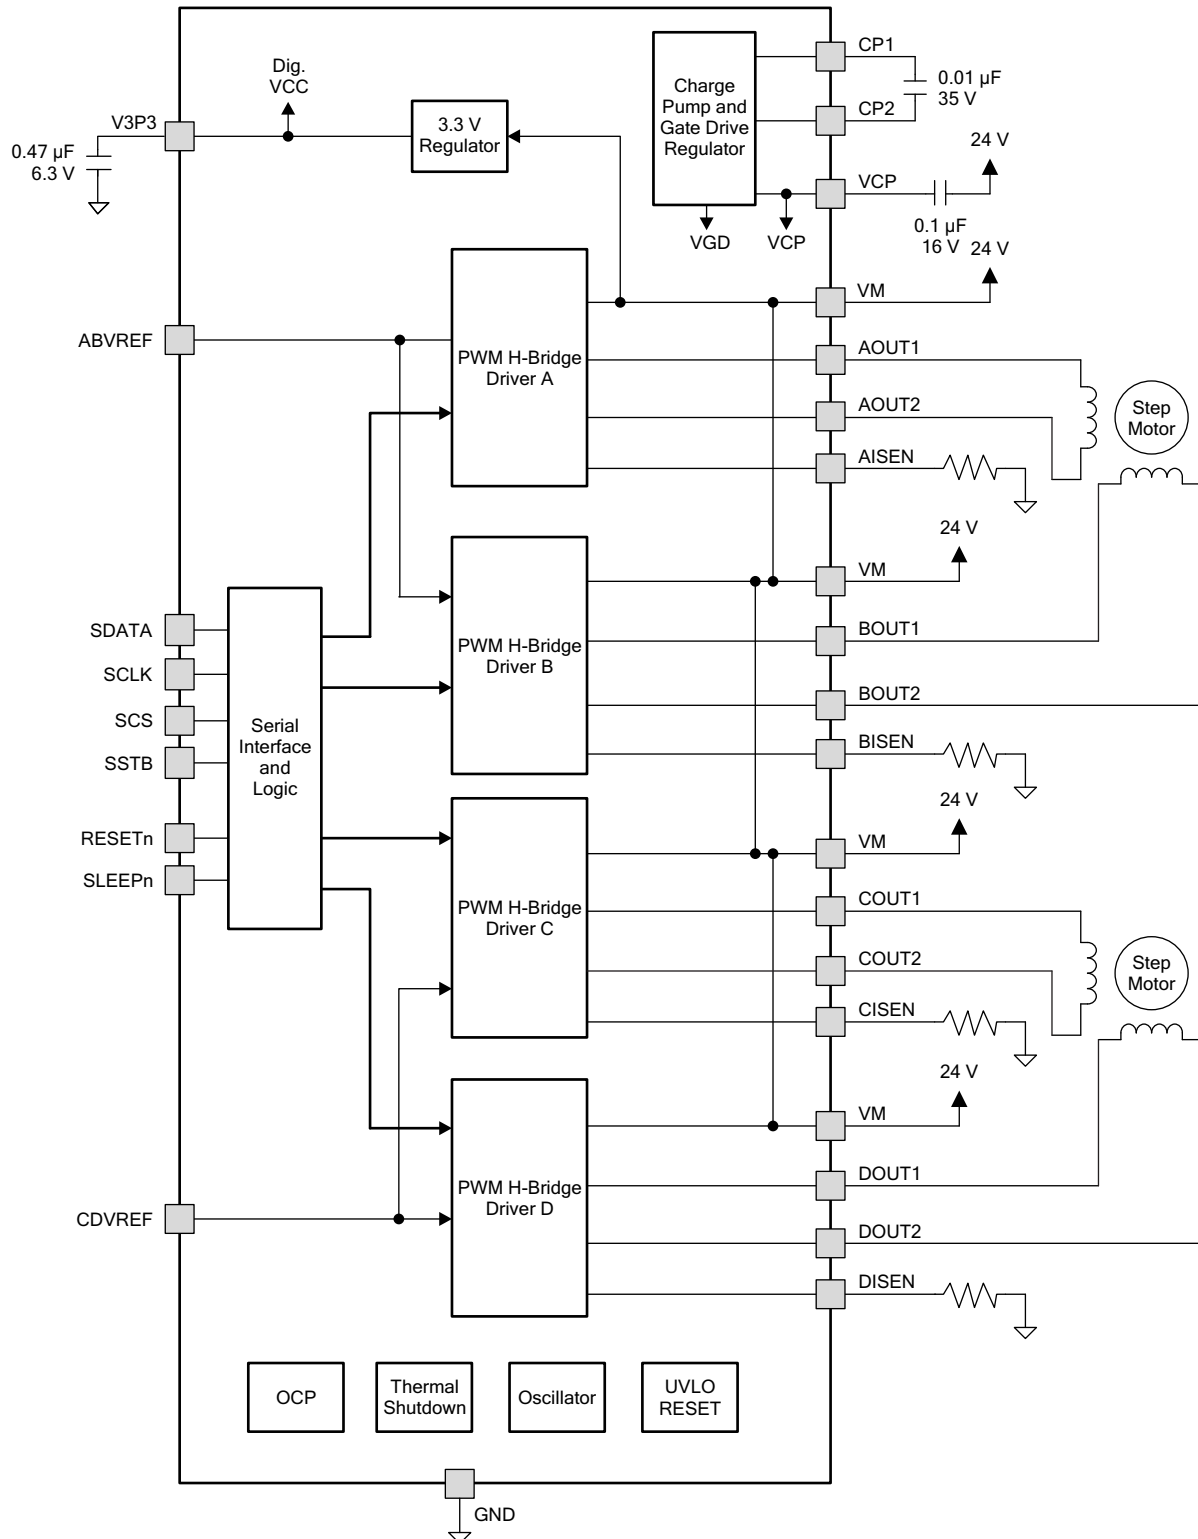 CP1
0.01 µF
35 V
CP2
Charge
Pump and
Gate Drive
Regulator
Dig.
VCC
V3P3
3.3 V
Regulator
0.47 µF
6.3 V
24 V
VCP
0.1 µF
16 V
VGD
VCP
24 V
VM
ABVREF
PWM H-Bridge
Driver A
AOUT1
AOUT2
Step
Motor
AISEN
24 V
VM
PWM H-Bridge
Driver B
BOUT1
BOUT2
BISEN
SDATA
SCLK
SCS
SSTB
RESETn
SLEEPn
Serial
Interface
and
Logic
24 V
VM
PWM H-Bridge
Driver C
COUT1
COUT2
Step
Motor
CISEN
24 V
VM
PWM H-Bridge
Driver D
DOUT1
CDVREF
DOUT2
DISEN
OCP
Thermal
Shutdown
Oscillator
UVLO
RESET
GND